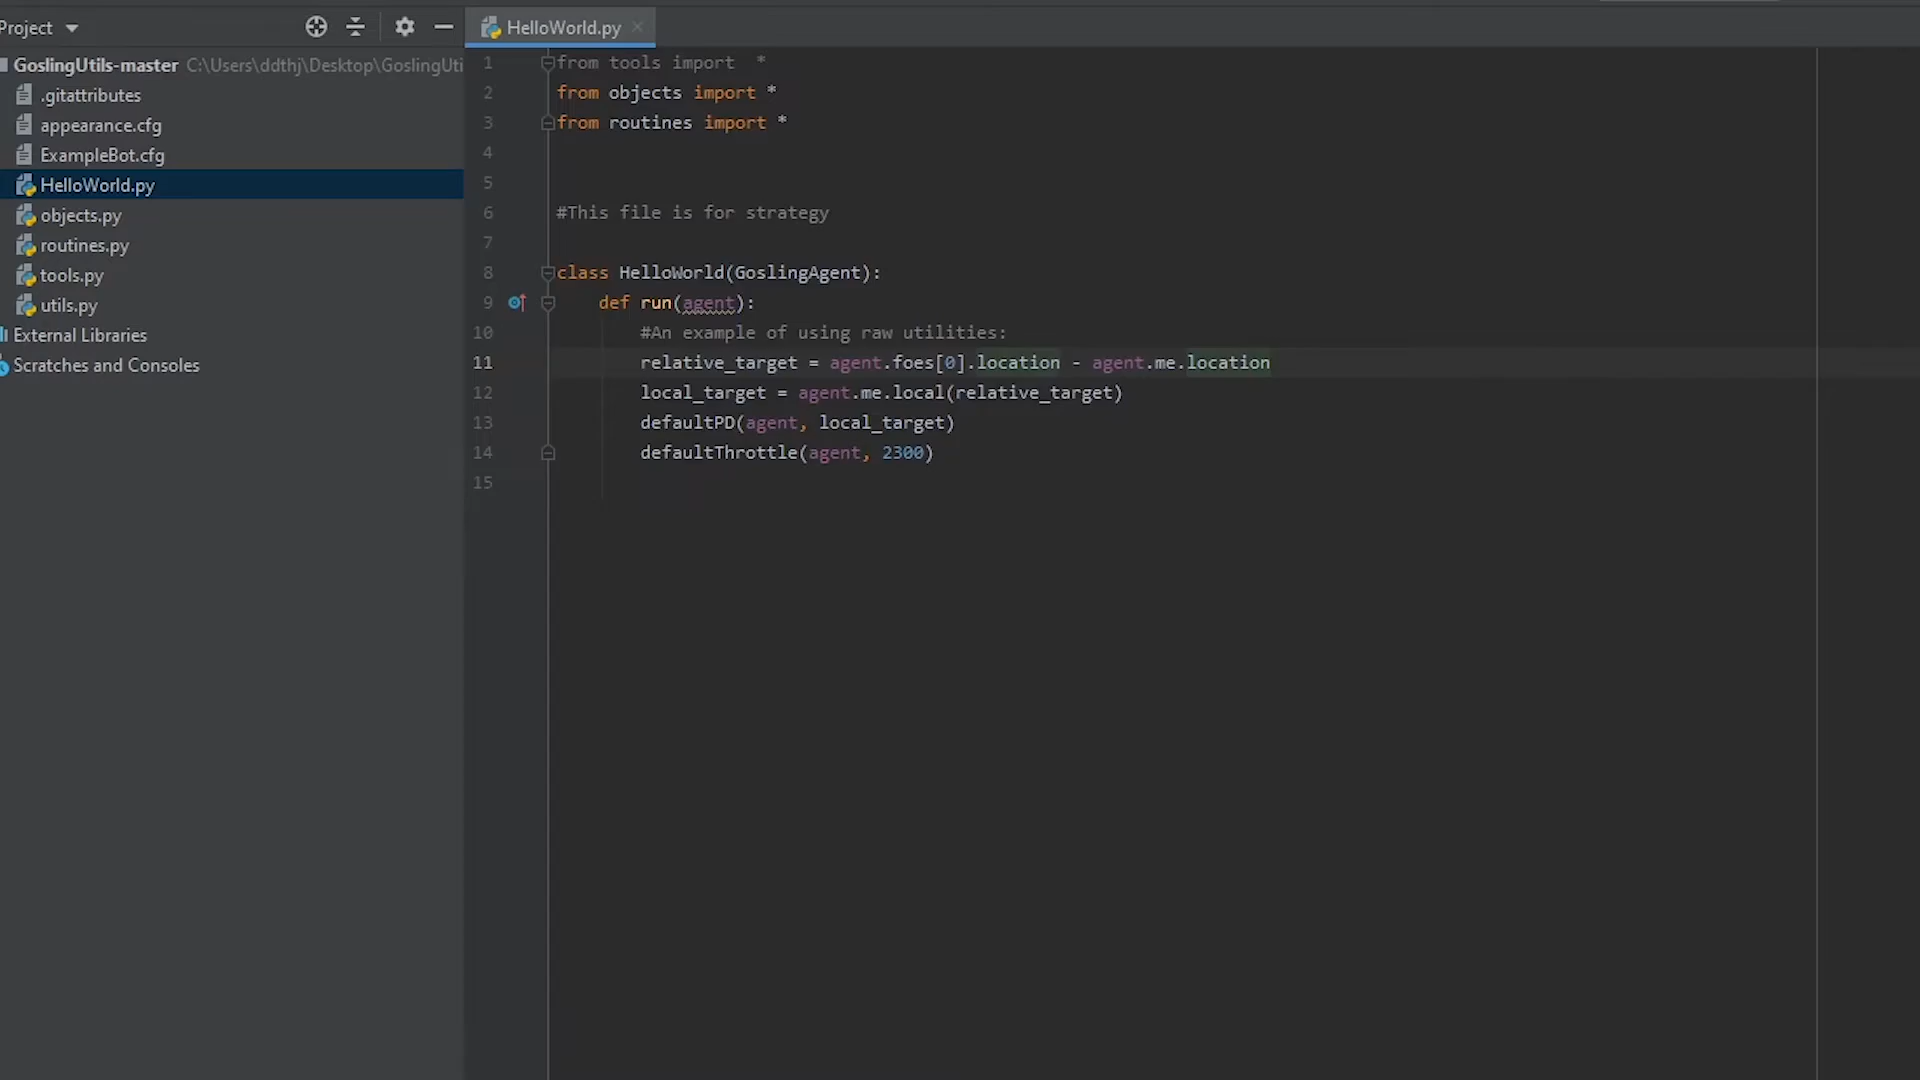 Project
HelloWorld.py
GoslingUtils-master C:\Users\ddthj\Desktop\GoslingUti
.gitattributes
appearance.cfg
ExampleBot.cfg
HelloWorld.py
objects.py
routines.py
tools.py
utils.py
External Libraries
Scratches and Consoles
1 from tools import  *
2 from objects import *
3 from routines import *
4
5
6 #This file is for strategy
7
8 class HelloWorld(GoslingAgent):
9     def run(agent):
10         #An example of using raw utilities:
11         relative_target = agent.foes[0].location - agent.me.location
12         local_target = agent.me.local(relative_target)
13         defaultPD(agent, local_target)
14         defaultThrottle(agent, 2300)
15